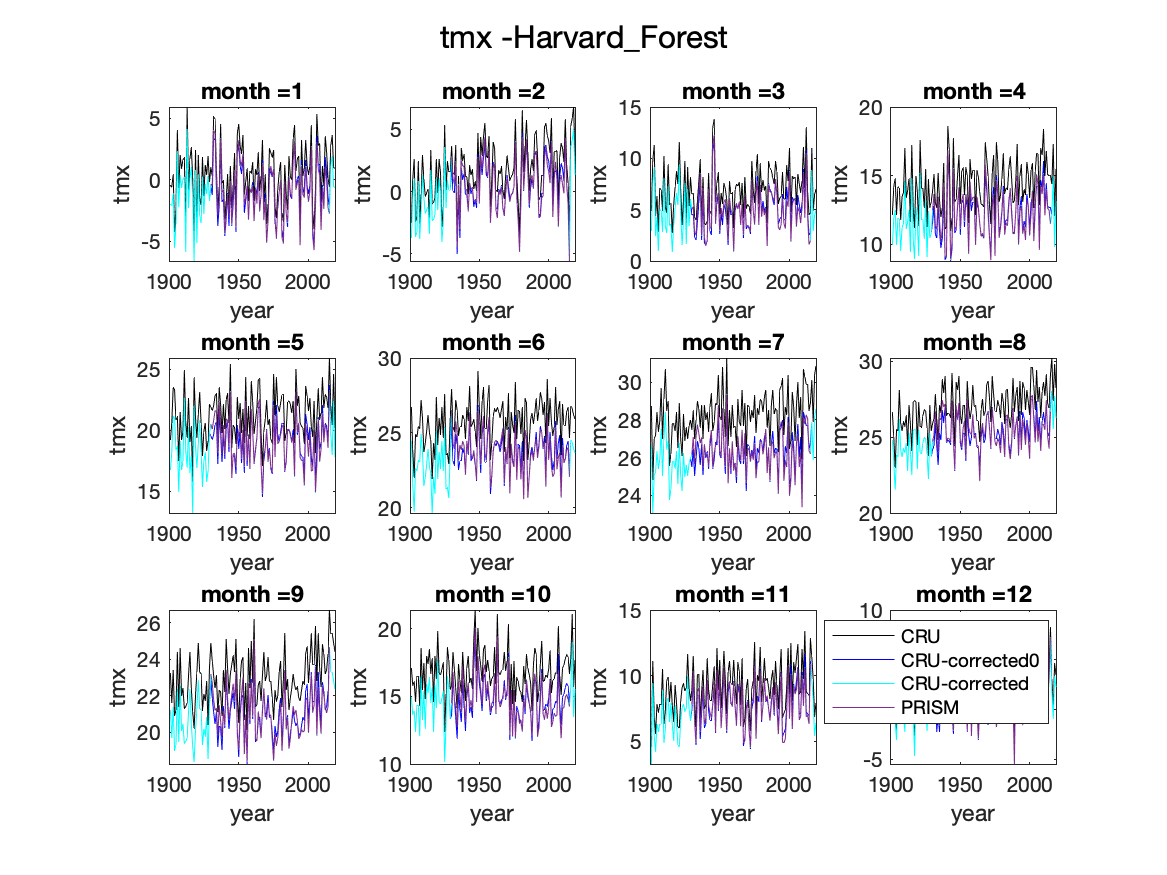 tmx -Harvard_Forest
month =1
month =2
month =3
month =4
5
0
-5
tmx
1900 1950 2000
year
5
0
-5
tmx
1900 1950 2000
year
15
10
5
0
tmx
1900 1950 2000
year
20
15
10
tmx
1900 1950 2000
year
month =5
month =6
month =7
month =8
25
20
15
tmx
1900 1950 2000
year
30
25
20
tmx
1900 1950 2000
year
30
28
26
24
tmx
1900 1950 2000
year
30
25
20
tmx
1900 1950 2000
year
month =9
month =10
month =11
month =12
26
24
22
20
tmx
1900 1950 2000
year
20
15
10
tmx
1900 1950 2000
year
15
10
5
tmx
1900 1950 2000
year
10
-5
1900 1950 2000
year
CRU
CRU-corrected0
CRU-corrected
PRISM